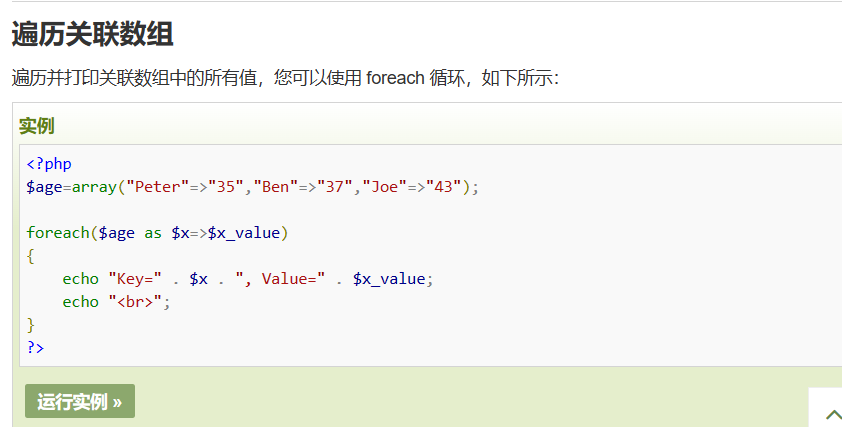 遍历关联数组
遍历并打印关联数组中的所有值，您可以使用 foreach 循环，如下所示：
实例
<?php
$age=array("Peter"=>"35","Ben"=>"37","Joe"=>"43");
foreach($age as $x=>$x_value)
{
    echo "Key=" . $x . ", Value=" . $x_value;
    echo "<br>";
}
?>
运行实例 »